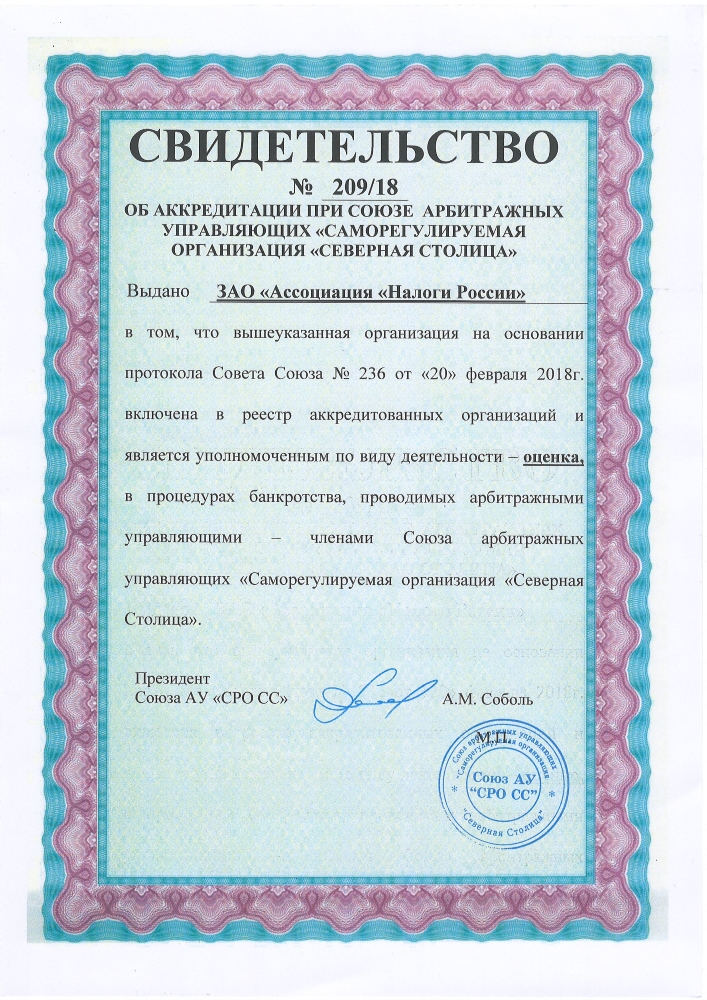 СВИДЕТЕЛЬСТВО
№ 209/18
ОБ АККРЕДИТАЦИИ ПРИ СОЮЗЕ АРБИТРАЖНЫХ
УПРАВЛЯЮЩИХ «САМОРЕГУЛИРУЕМАЯ
ОРГАНИЗАЦИЯ «СЕВЕРНАЯ СТОЛИЦА»
Выдано ЗАО «Ассоциация «Налоги России»
в том, что вышеуказанная организация на основании
протокола Совета Союза № 236 от «20» февраля 2018г.
включена в реестр аккредитованных организаций и
является уполномоченным по виду деятельности – оценка,
в процедурах банкротства, проводимых арбитражными
управляющими – членами Союза арбитражных
управляющих «Саморегулируемая организация «Северная
Столица».
Президент
Союза АУ «СРО СС» А.М. Соболь
М.П.
Союз арбитражных управляющих
"Саморегулируемая организация
Союз АУ
"СРО СС"
"Северная Столица"